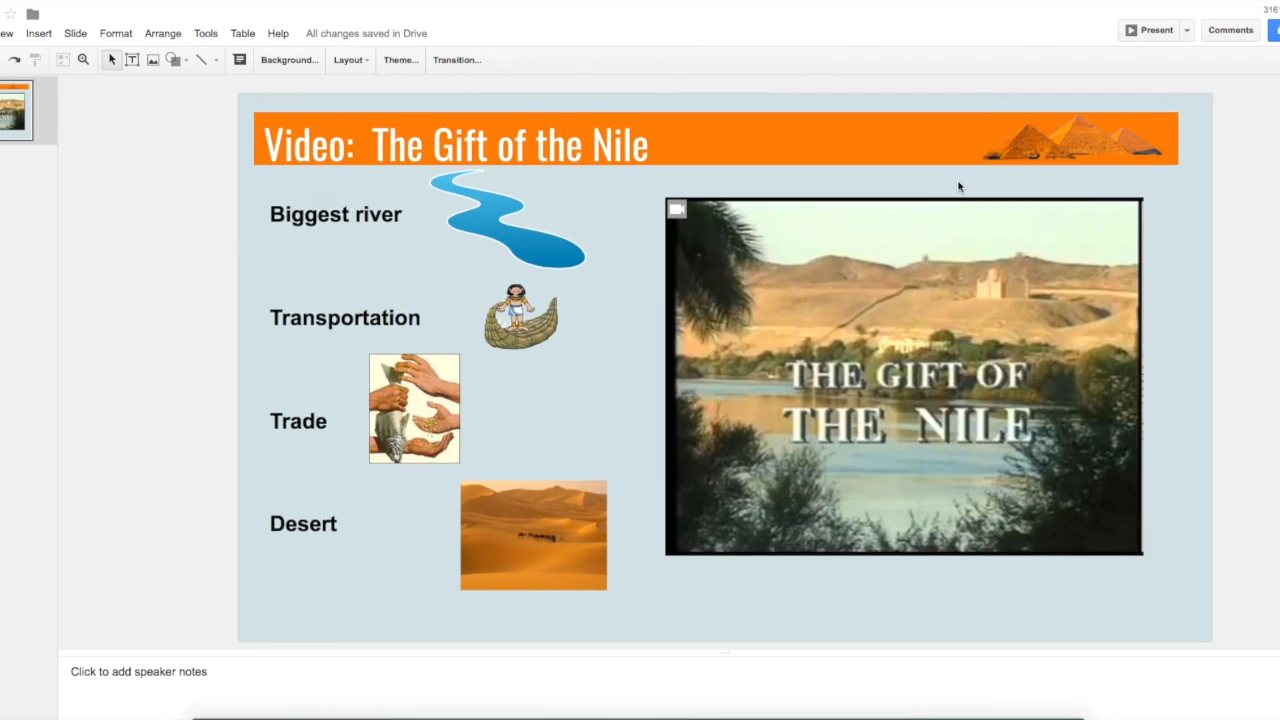 316
ew Insert Slide Format Arrange Tools Table Help All changes saved in Drive
Present Comments
Background... Layout Theme... Transition...
Video: The Gift of the Nile
Biggest river
Transportation
Trade
Desert
THE GIFT OF
THE NILE
Click to add speaker notes